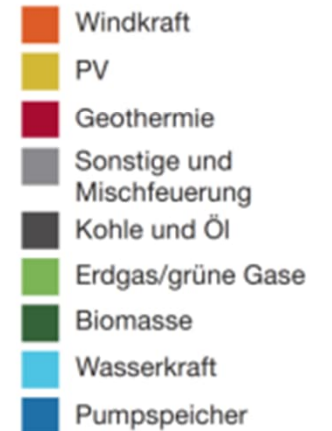 Windkraft
PV
Geothermie
Sonstige und
Mischfeuerung
Kohle und Öl
Erdgas/grüne Gase
Biomasse
Wasserkraft
Pumpspeicher